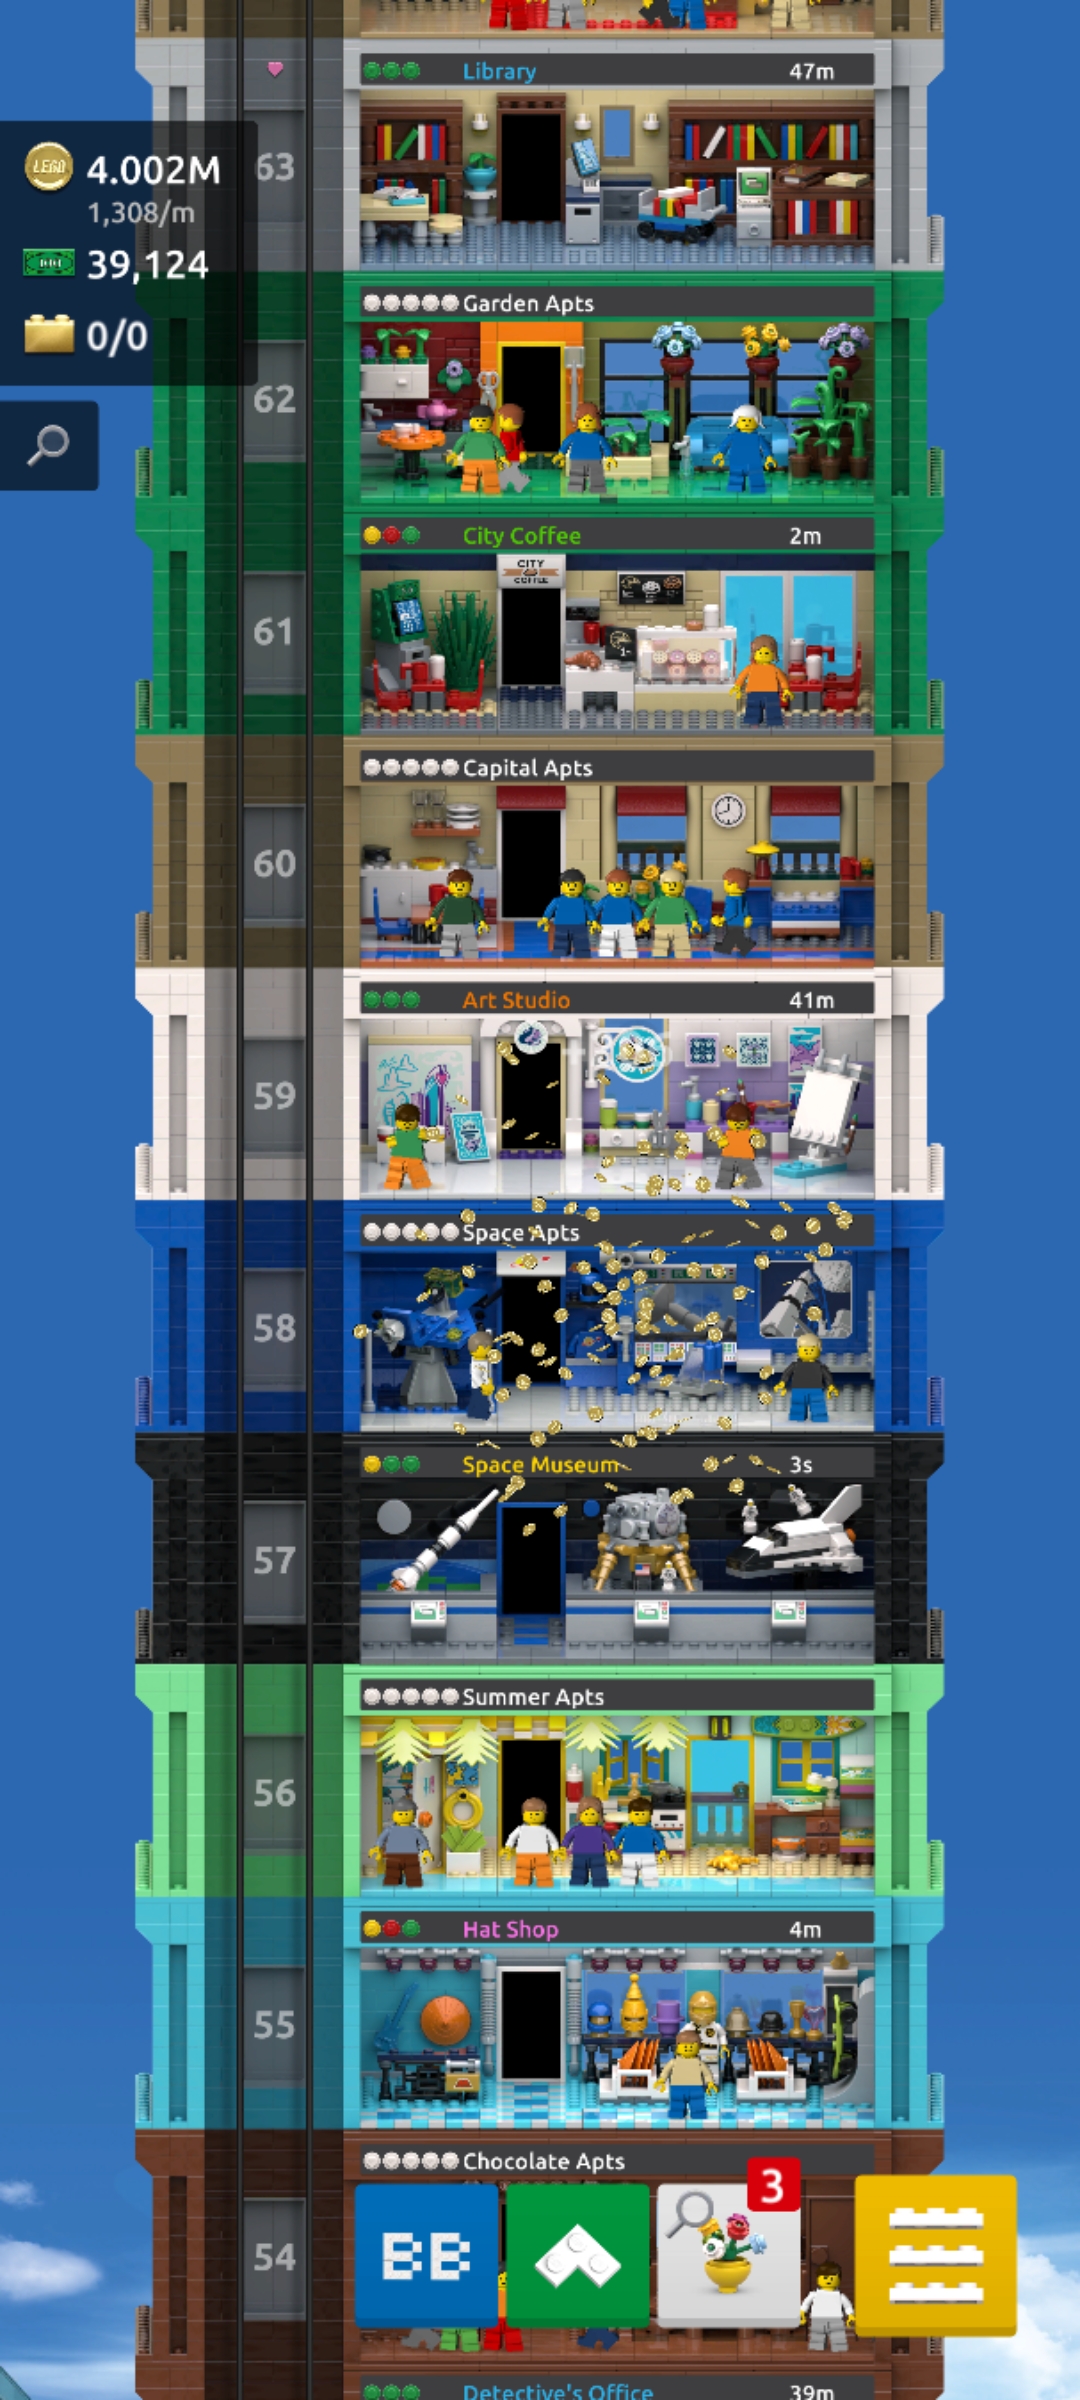 Library 47m
63
LEGO 4.002M
1,308/m
39,124
0/0
Garden Apts
62
City Coffee 2m
CITY
COFFEE
61
Capital Apts
60
Art Studio 41m
59
Space Apts
58
Space Museum 3s
57
Summer Apts
56
Hat Shop 4m
55
Chocolate Apts
3
BB
54
Detective's Office 39m